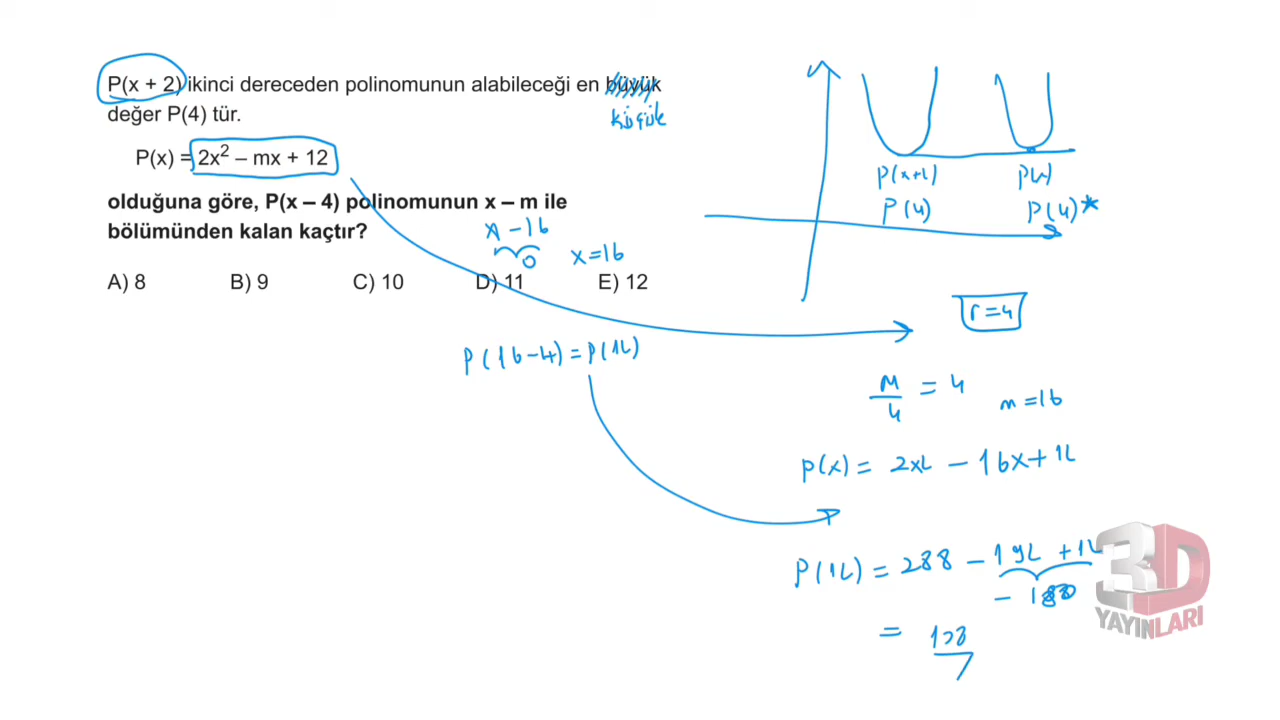 P(x + 2) ikinci dereceden polinomunun alabileceği en büyük
küçük
değer P(4) tür.
P(x) = 2x² – mx + 12
olduğuna göre, P(x – 4) polinomunun x – m ile
bölümünden kalan kaçtır?
x – 16
0
x = 16
A) 8 B) 9 C) 10 D) 11 E) 12
P(16-4) = P(12)
P(x+2) P(x)
P(4) P(4)*
r = 4
m/4 = 4 m = 16
P(x) = 2x2 – 16x + 12
P(12) = 288 – 192 + 12
– 180
= 108
3D
YAYINLARI